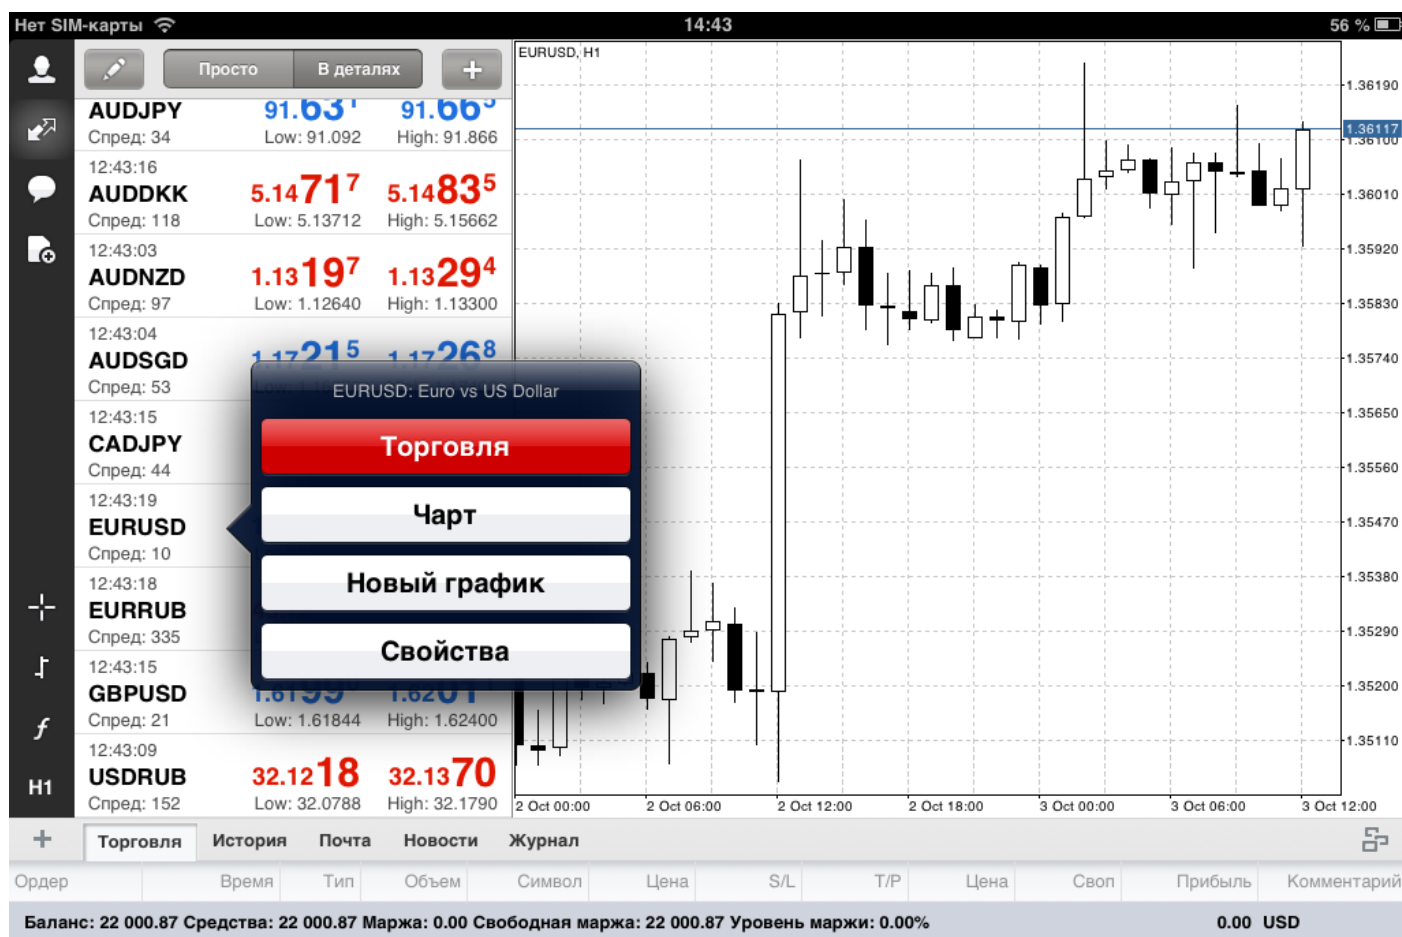 Нет SIM-карты 14:43 56 %
Просто В деталях +
EURUSD, H1
AUDJPY 91.63¹ 91.66⁵
Спред: 34 Low: 91.092 High: 91.866
12:43:16
AUDDKK 5.1471⁷ 5.1483⁵
Спред: 118 Low: 5.13712 High: 5.15662
12:43:03
AUDNZD 1.1319⁷ 1.1329⁴
Спред: 97 Low: 1.12640 High: 1.13300
12:43:04
AUDSGD 1.1721⁵ 1.1726⁸
Спред: 53
12:43:15
CADJPY
Спред: 44
12:43:19
EURUSD
Спред: 10
12:43:18
EURRUB
Спред: 335
12:43:15
GBPUSD
Спред: 21 Low: 1.61844 High: 1.62400
12:43:09
USDRUB 32.1218 32.1370
Спред: 152 Low: 32.0788 High: 32.1790
EURUSD: Euro vs US Dollar
Торговля
Чарт
Новый график
Свойства
f
H1
1.36190
1.36117
1.36100
1.36010
1.35920
1.35830
1.35740
1.35650
1.35560
1.35470
1.35380
1.35290
1.35200
1.35110
2 Oct 00:00 2 Oct 06:00 2 Oct 12:00 2 Oct 18:00 3 Oct 00:00 3 Oct 06:00 3 Oct 12:00
+ Торговля История Почта Новости Журнал
Ордер Время Тип Объем Символ Цена S/L T/P Цена Своп Прибыль Комментарий
Баланс: 22 000.87 Средства: 22 000.87 Маржа: 0.00 Свободная маржа: 22 000.87 Уровень маржи: 0.00% 0.00 USD